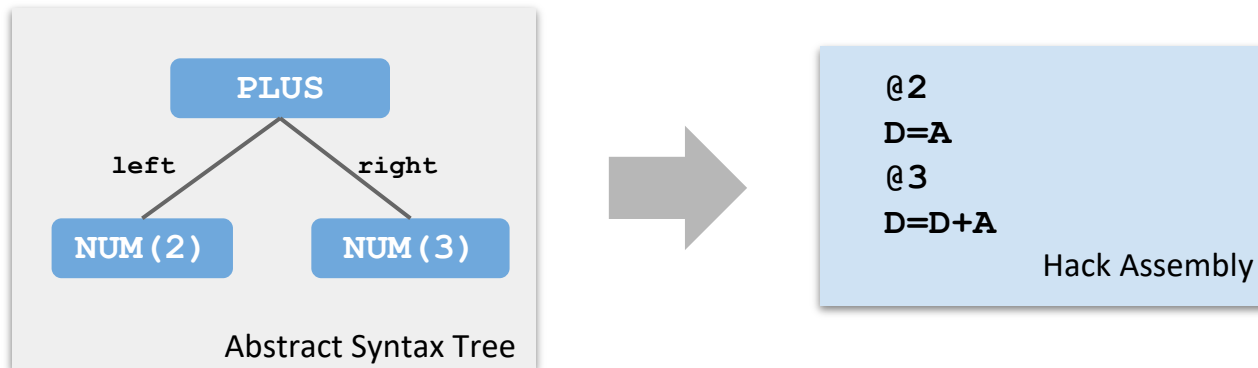 PLUS
left
right
NUM(2)
NUM(3)
Abstract Syntax Tree
@2
D=A
@3
D=D+A
Hack Assembly